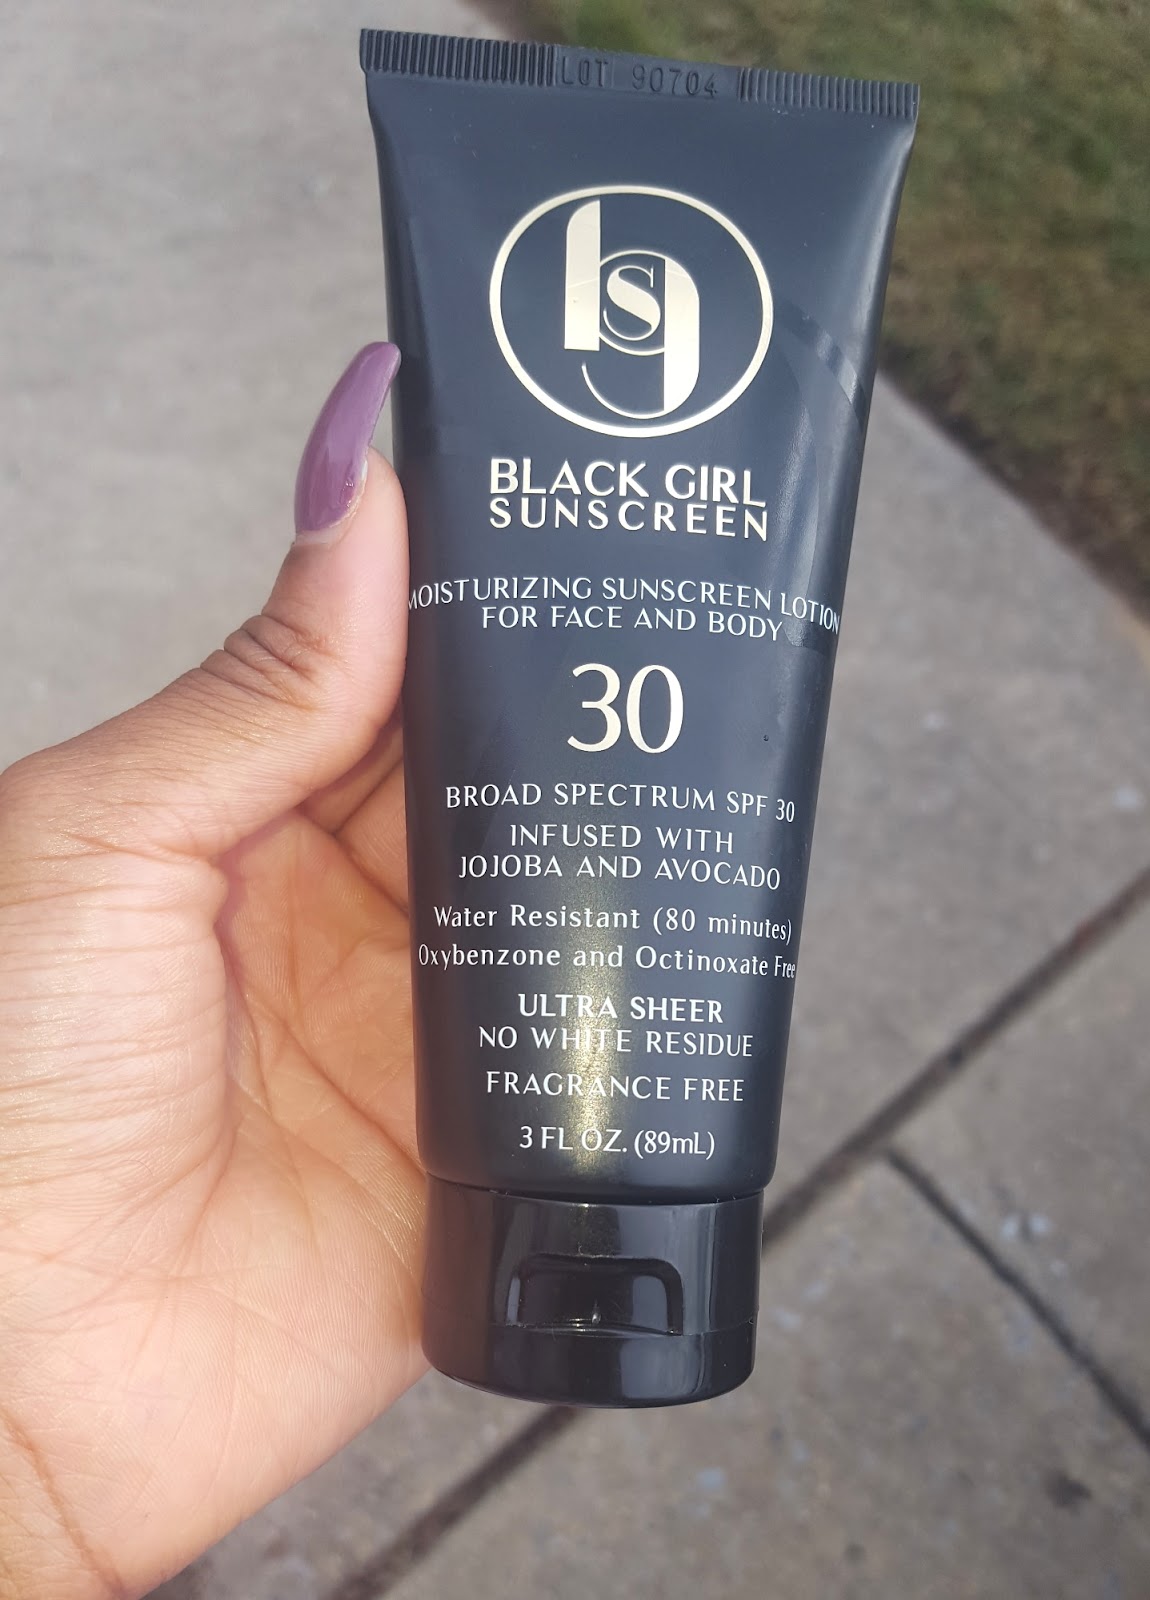 LOT 90704
bsg
BLACK GIRL
SUNSCREEN
MOISTURIZING SUNSCREEN LOTION
FOR FACE AND BODY
30
BROAD SPECTRUM SPF 30
INFUSED WITH
JOJOBA AND AVOCADO
Water Resistant (80 minutes)
Oxybenzone and Octinoxate Free
ULTRA SHEER
NO WHITE RESIDUE
FRAGRANCE FREE
3 FL OZ. (89mL)